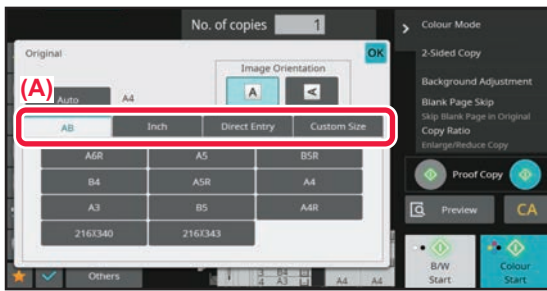 No. of copies 1
Original
OK
Image Orientation
(A)
Auto A4
A A
AB Inch Direct Entry Custom Size
A6R A5 B5R
B4 A5R A4
A3 B5 A4R
216X340 216X343
Others
A4 A4
Colour Mode
2-Sided Copy
Background Adjustment
Blank Page Skip
Skip Blank Page in Original
Copy Ratio
Enlarge/Reduce Copy
Proof Copy
Preview CA
B/W
Start
Colour
Start